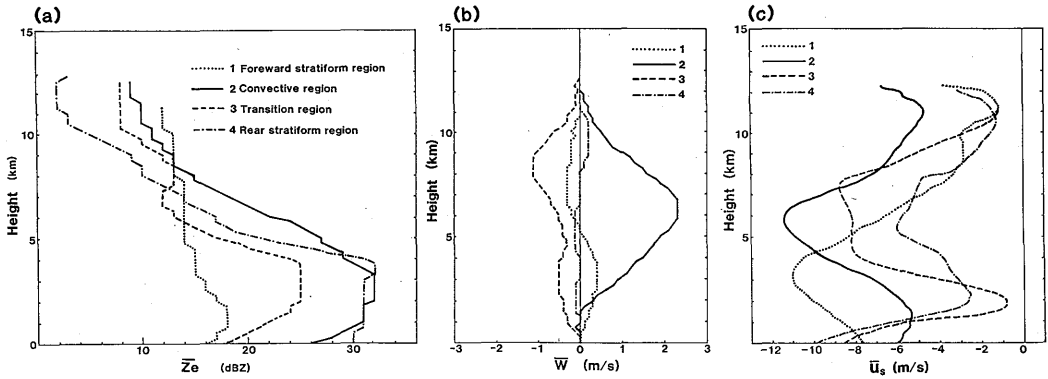 (a)
15
10
5
0
Height (km)
1 Foreward stratiform region
2 Convective region
3 Transition region
4 Rear stratiform region
10
20
30
Ze (dBZ)
(b)
15
10
5
Height (km)
1
2
3
4
-3
-2
-1
0
1
2
3
W (m/s)
(c)
15
10
5
Height (km)
1
2
3
4
-12
-10
-8
-6
-4
-2
0
us (m/s)